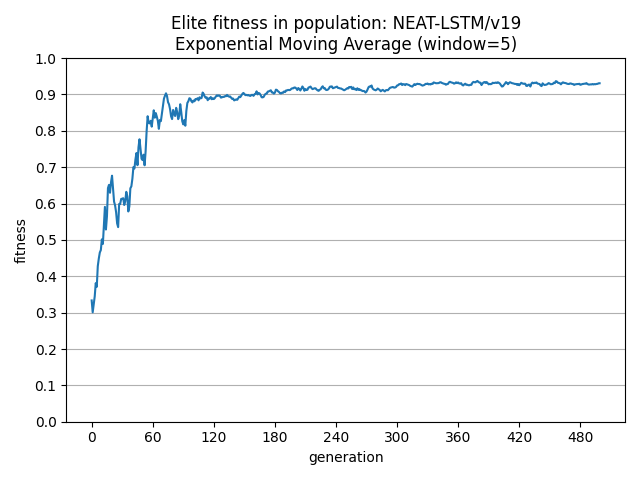 Elite fitness in population: NEAT-LSTM/v19
Exponential Moving Average (window=5)
1.0
0.9
0.8
0.7
0.6
0.5
0.4
0.3
0.2
0.1
0.0
fitness
0 60 120 180 240 300 360 420 480
generation